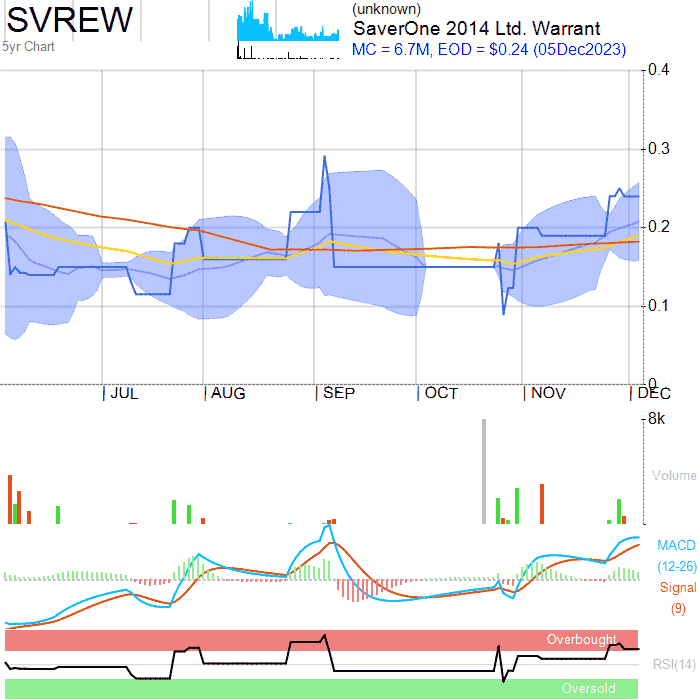 SVREW
5yr Chart
(unknown)
SaverOne 2014 Ltd. Warrant
MC = 6.7M, EOD = $0.24 (05Dec2023)
0.4
0.3
0.2
0.1
0
JUL AUG SEP OCT NOV DEC
8k
Volume
MACD
(12-26)
Signal
(9)
Overbought
RSI(14)
Oversold